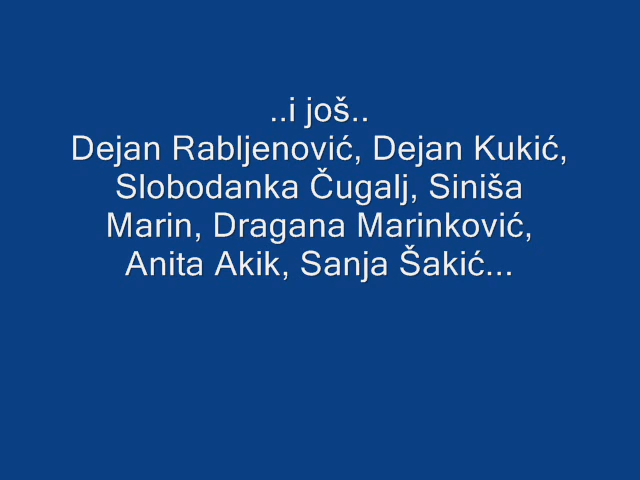 ..i još..
Dejan Rabljenović, Dejan Kukić,
Slobodanka Čugalj, Siniša
Marin, Dragana Marinković,
Anita Akik, Sanja Šakić...